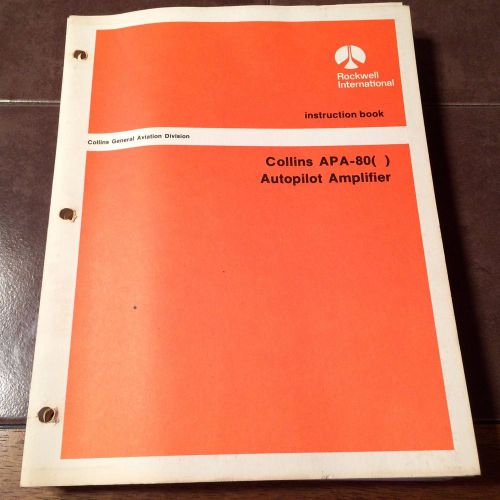 Rockwell
International
instruction book
Collins General Aviation Division
Collins APA-80( )
Autopilot Amplifier